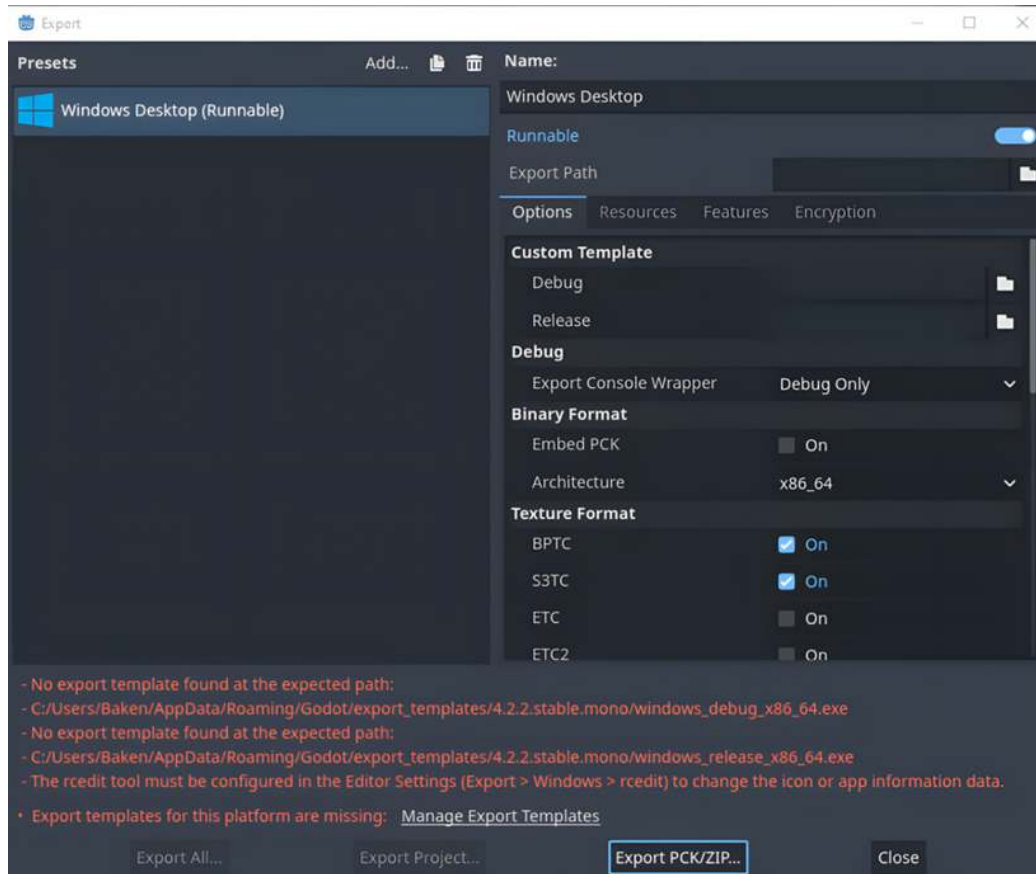 Export
Presets
Add...
Windows Desktop (Runnable)
Name:
Windows Desktop
Runnable
Export Path
Options Resources Features Encryption
Custom Template
Debug
Release
Debug
Export Console Wrapper Debug Only
Binary Format
Embed PCK On
Architecture x86_64
Texture Format
BPTC On
S3TC On
ETC On
ETC2 On
- No export template found at the expected path:
- C:/Users/Baken/AppData/Roaming/Godot/export_templates/4.2.2.stable.mono/windows_debug_x86_64.exe
- No export template found at the expected path:
- C:/Users/Baken/AppData/Roaming/Godot/export_templates/4.2.2.stable.mono/windows_release_x86_64.exe
- The rcedit tool must be configured in the Editor Settings (Export > Windows > rcedit) to change the icon or app information data.
• Export templates for this platform are missing: Manage Export Templates
Export All... Export Project... Export PCK/ZIP... Close